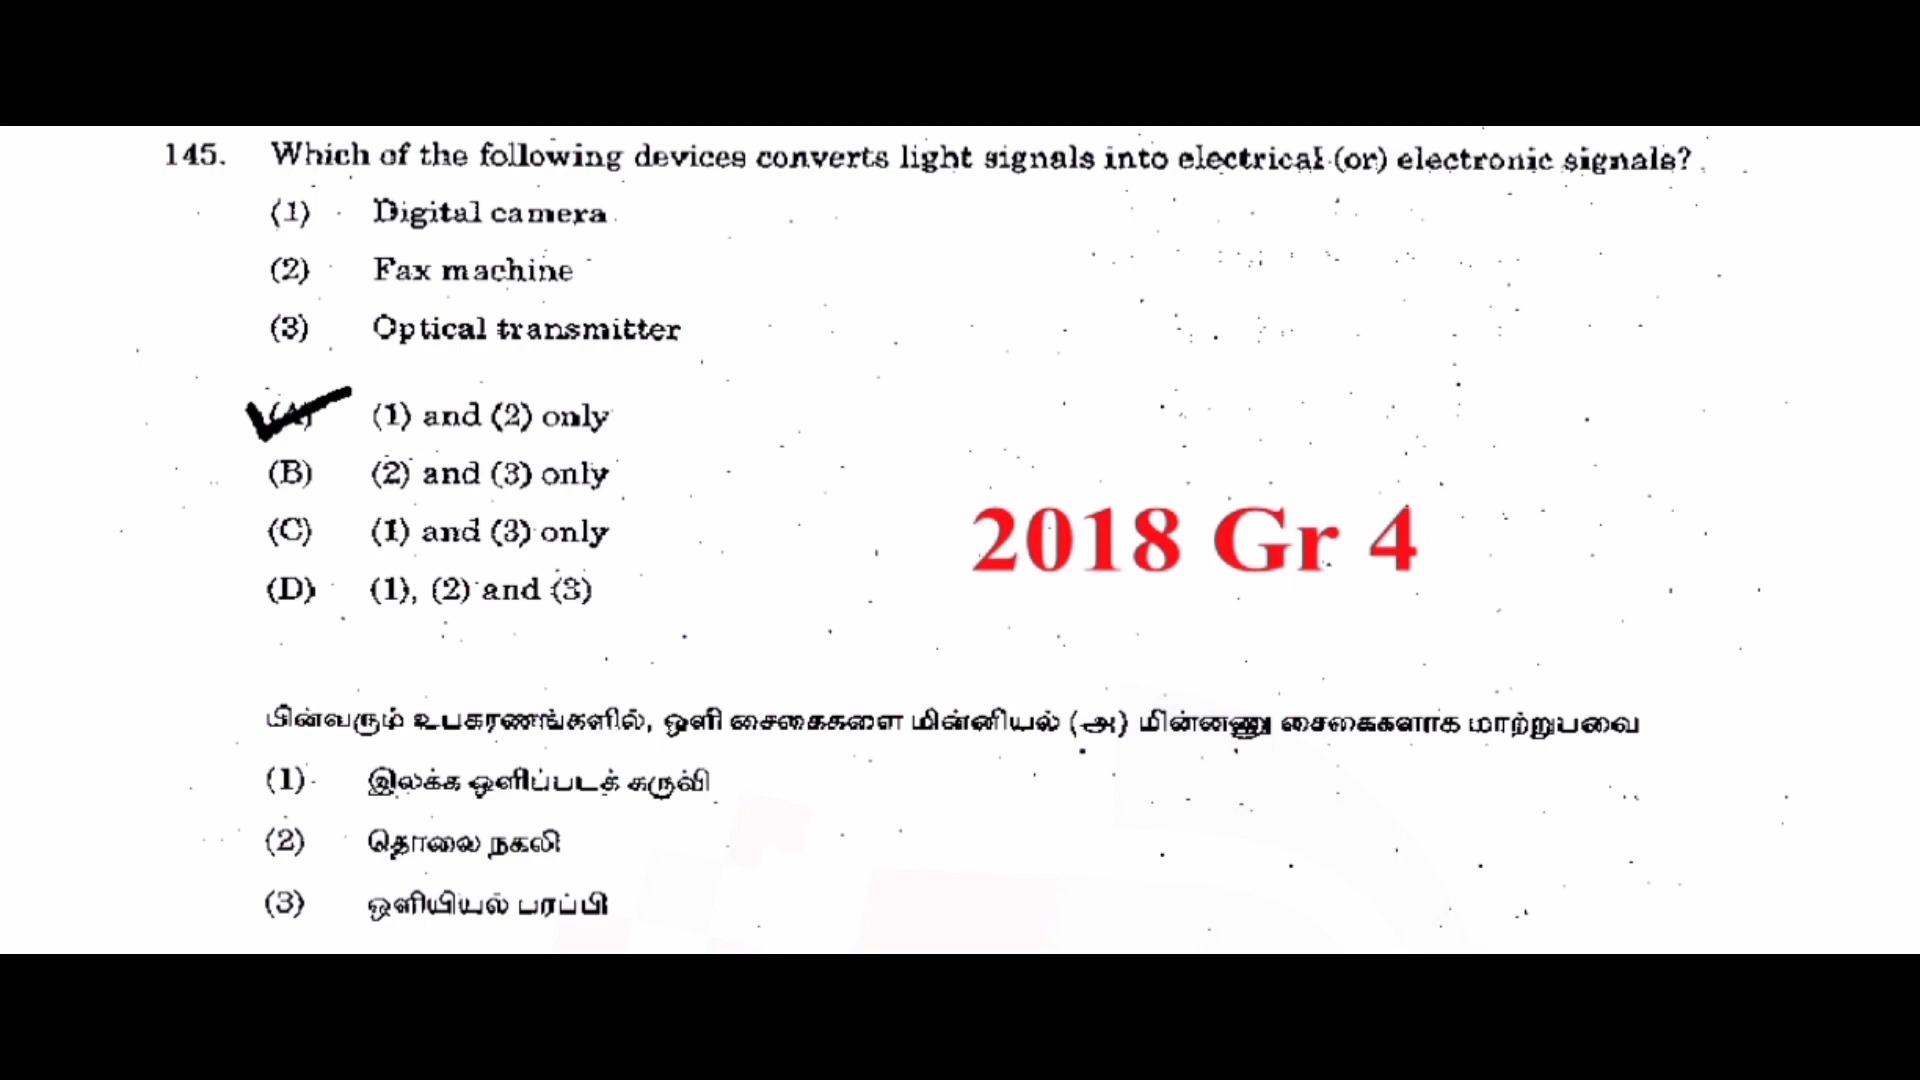 145. Which of the following devices converts light signals into electrical (or) electronic signals?
(1) Digital camera
(2) Fax machine
(3) Optical transmitter
(A) (1) and (2) only
(B) (2) and (3) only
(C) (1) and (3) only
(D) (1), (2) and (3)
2018 Gr 4
பின்வரும் உபகரணங்களில், ஒளி சைகைகளை மின்னியல் (அ) மின்னணு சைகைகளாக மாற்றுபவை
(1) இலக்க ஒளிப்படக் கருவி
(2) தொலை நகலி
(3) ஒளியியல் பரப்பி